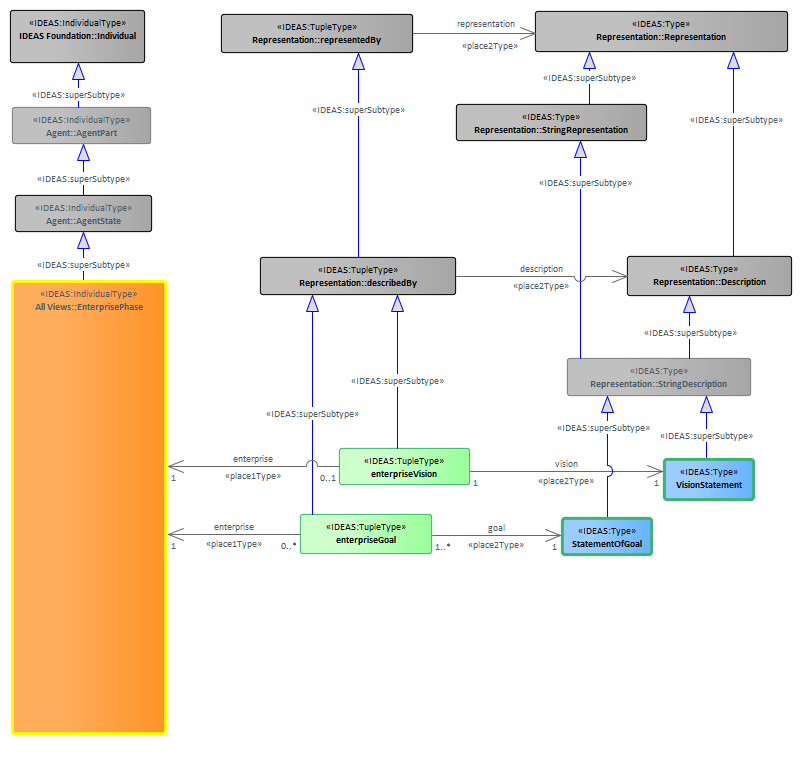 «IDEAS:IndividualType»
IDEAS Foundation::Individual
«IDEAS:TupleType»
Representation::representedBy
representation
«place2Type»
«IDEAS:Type»
Representation::Representation
«IDEAS:superSubtype»
«IDEAS:superSubtype»
«IDEAS:superSubtype»
«IDEAS:superSubtype»
«IDEAS:IndividualType»
Agent::AgentPart
«IDEAS:Type»
Representation::StringRepresentation
«IDEAS:superSubtype»
«IDEAS:superSubtype»
«IDEAS:IndividualType»
Agent::AgentState
«IDEAS:superSubtype»
«IDEAS:TupleType»
Representation::describedBy
description
«place2Type»
«IDEAS:Type»
Representation::Description
«IDEAS:IndividualType»
All Views::EnterprisePhase
«IDEAS:superSubtype»
«IDEAS:Type»
Representation::StringDescription
«IDEAS:superSubtype»
«IDEAS:superSubtype»
«IDEAS:superSubtype»
«IDEAS:superSubtype»
enterprise
«place1Type»
1
0..1
«IDEAS:TupleType»
enterpriseVision
vision
«place2Type»
1
1
«IDEAS:Type»
VisionStatement
enterprise
«place1Type»
1
0..*
«IDEAS:TupleType»
enterpriseGoal
goal
«place2Type»
1..*
1
«IDEAS:Type»
StatementOfGoal